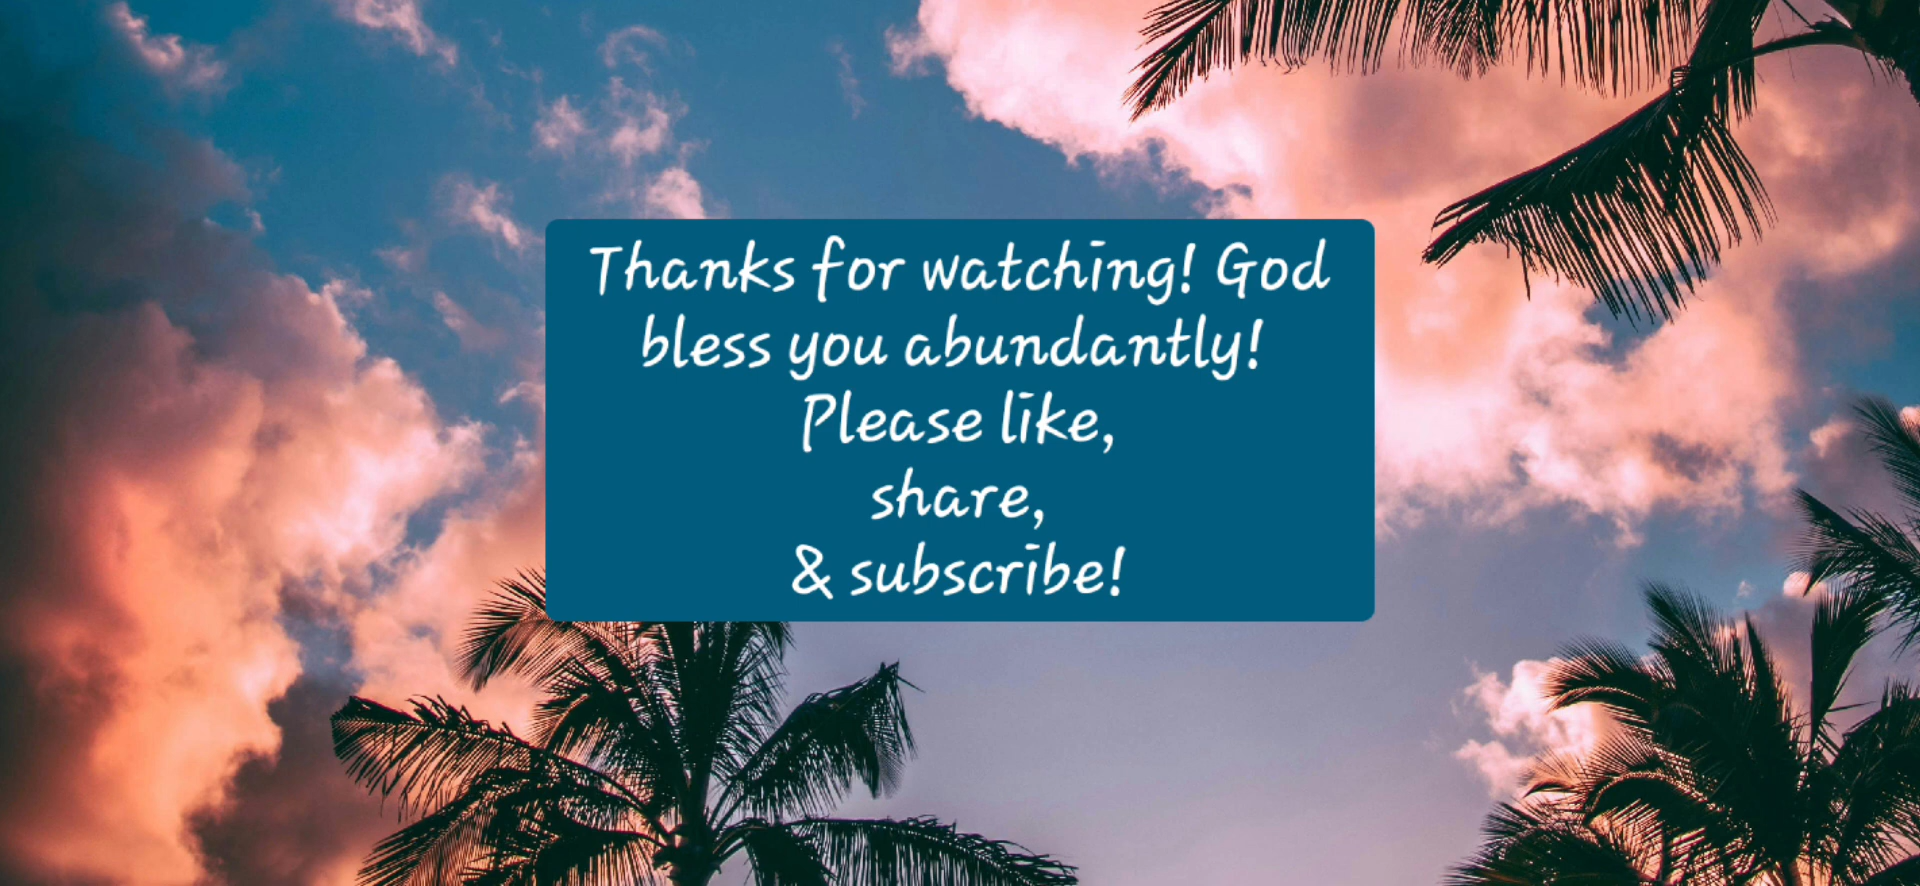 Thanks for watching! God
bless you abundantly!
Please like,
share,
& subscribe!